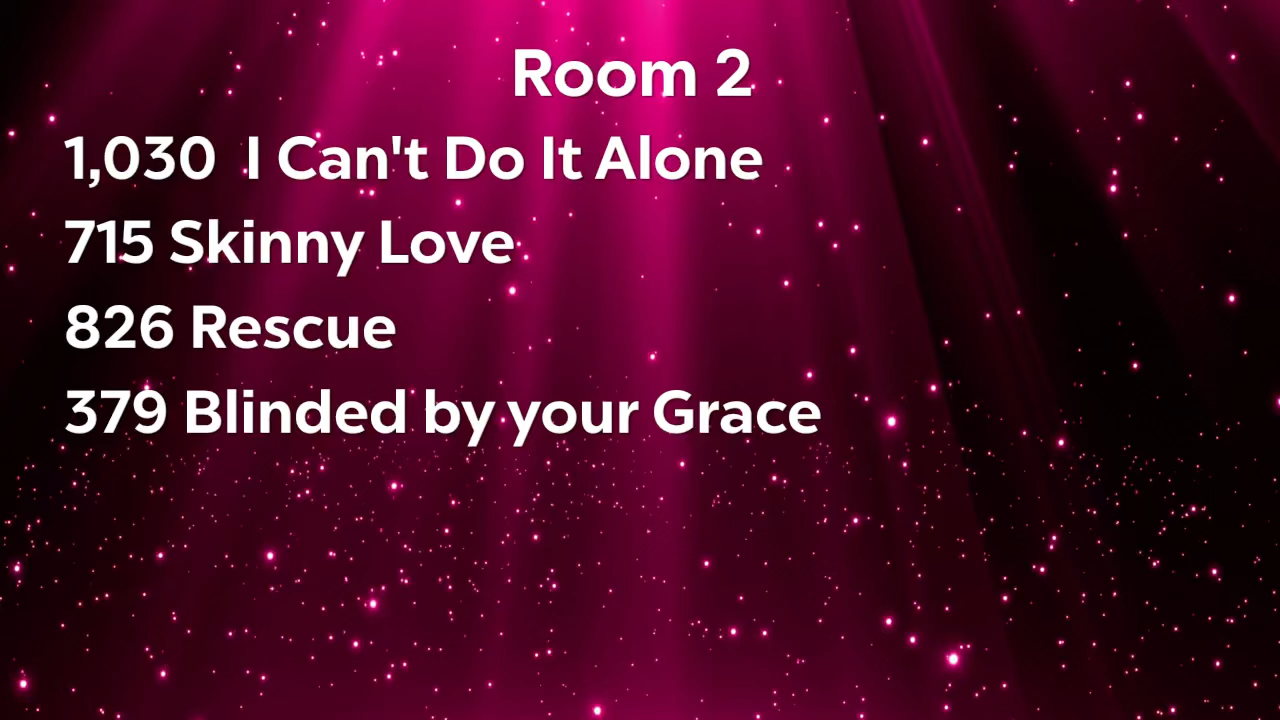 Room 2
1,030  I Can't Do It Alone
715 Skinny Love
826 Rescue
379 Blinded by your Grace